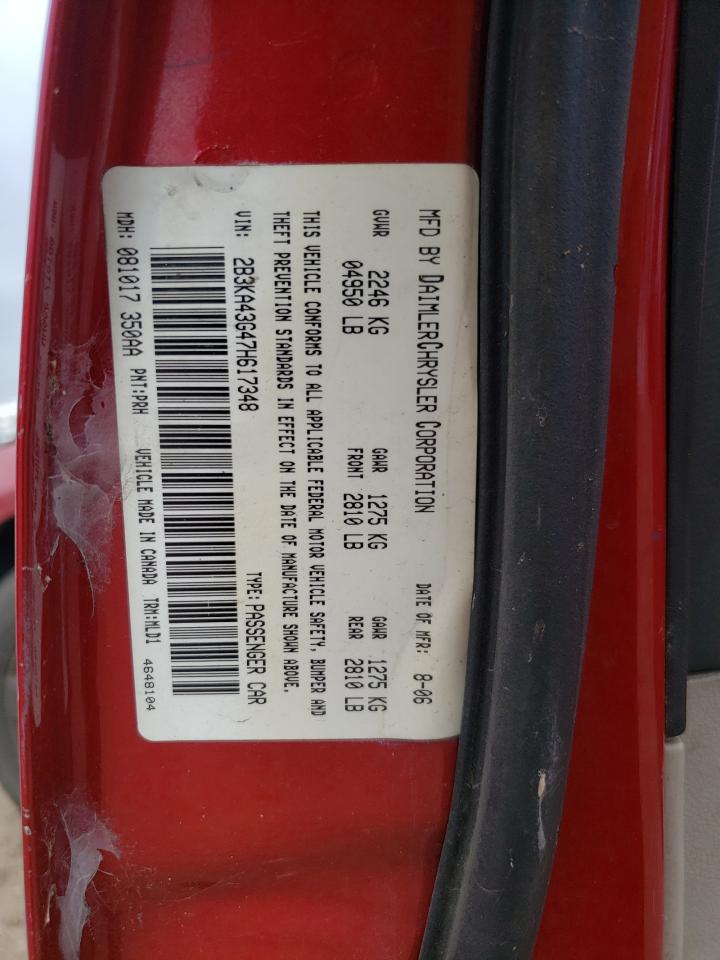 MFD BY DAIMLERCHRYSLER CORPORATION DATE OF MFR: 8-06
GVWR 2246 KG GAWR 1275 KG GAWR 1275 KG
04950 LB FRONT 2810 LB REAR 2810 LB
THIS VEHICLE CONFORMS TO ALL APPLICABLE FEDERAL MOTOR VEHICLE SAFETY, BUMPER AND
THEFT PREVENTION STANDARDS IN EFFECT ON THE DATE OF MANUFACTURE SHOWN ABOVE.
VIN: 2B3KA43G47H617348 TYPE: PASSENGER CAR
MDH: 081017 350AA PNT:PRH VEHICLE MADE IN CANADA TRM:MLD1 4648104